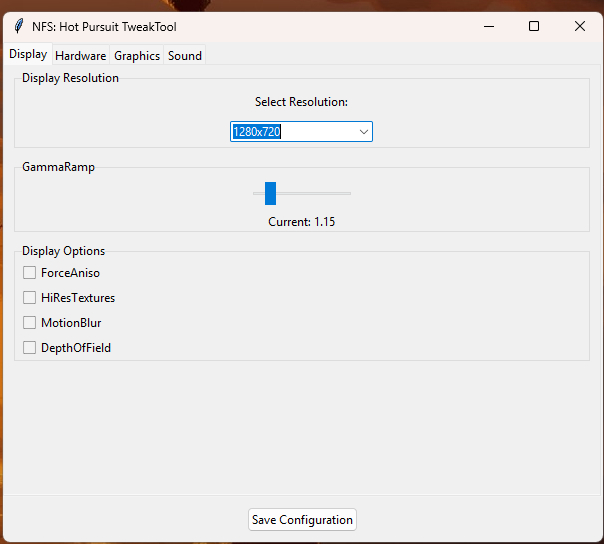 NFS: Hot Pursuit TweakTool
Display Hardware Graphics Sound
Display Resolution
Select Resolution:
1280x720
GammaRamp
Current: 1.15
Display Options
ForceAniso
HiResTextures
MotionBlur
DepthOfField
Save Configuration